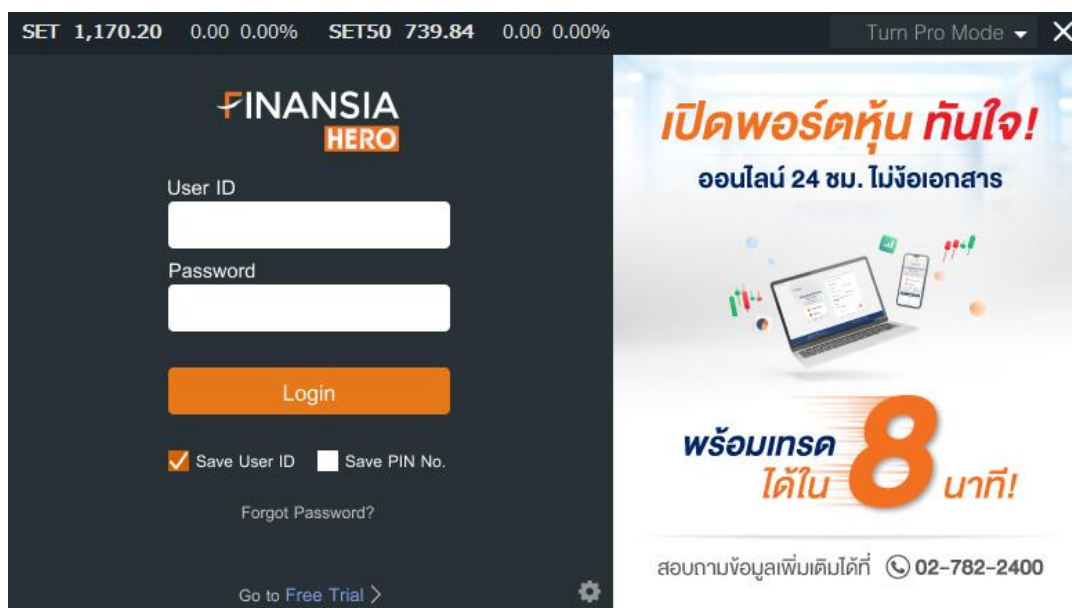 SET 1,170.20 0.00 0.00% SET50 739.84 0.00 0.00% Turn Pro Mode
FINANSIA
HERO
User ID
Password
Login
Save User ID Save PIN No.
Forgot Password?
Go to Free Trial >
เปิดพอร์ตหุ้น ทันใจ!
ออนไลน์ 24 ชม. ไม่ง้อเอกสาร
พร้อมเทรด
ได้ใน 8 นาที!
สอบถามข้อมูลเพิ่มเติมได้ที่ 02-782-2400